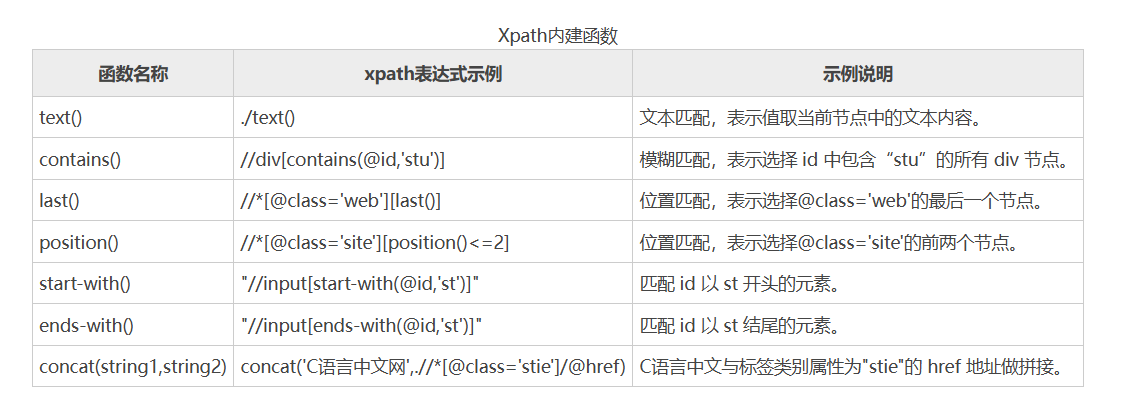 Xpath内建函数
函数名称 xpath表达式示例 示例说明
text() ./text() 文本匹配，表示值取当前节点中的文本内容。
contains() //div[contains(@id,'stu')] 模糊匹配，表示选择 id 中包含“stu”的所有 div 节点。
last() //*[@class='web'][last()] 位置匹配，表示选择@class='web'的最后一个节点。
position() //*[@class='site'][position()<=2] 位置匹配，表示选择@class='site'的前两个节点。
start-with() "//input[start-with(@id,'st')]" 匹配 id 以 st 开头的元素。
ends-with() "//input[ends-with(@id,'st')]" 匹配 id 以 st 结尾的元素。
concat(string1,string2) concat('C语言中文网',.//*[@class='stie']/@href) C语言中文与标签类别属性为"stie"的 href 地址做拼接。